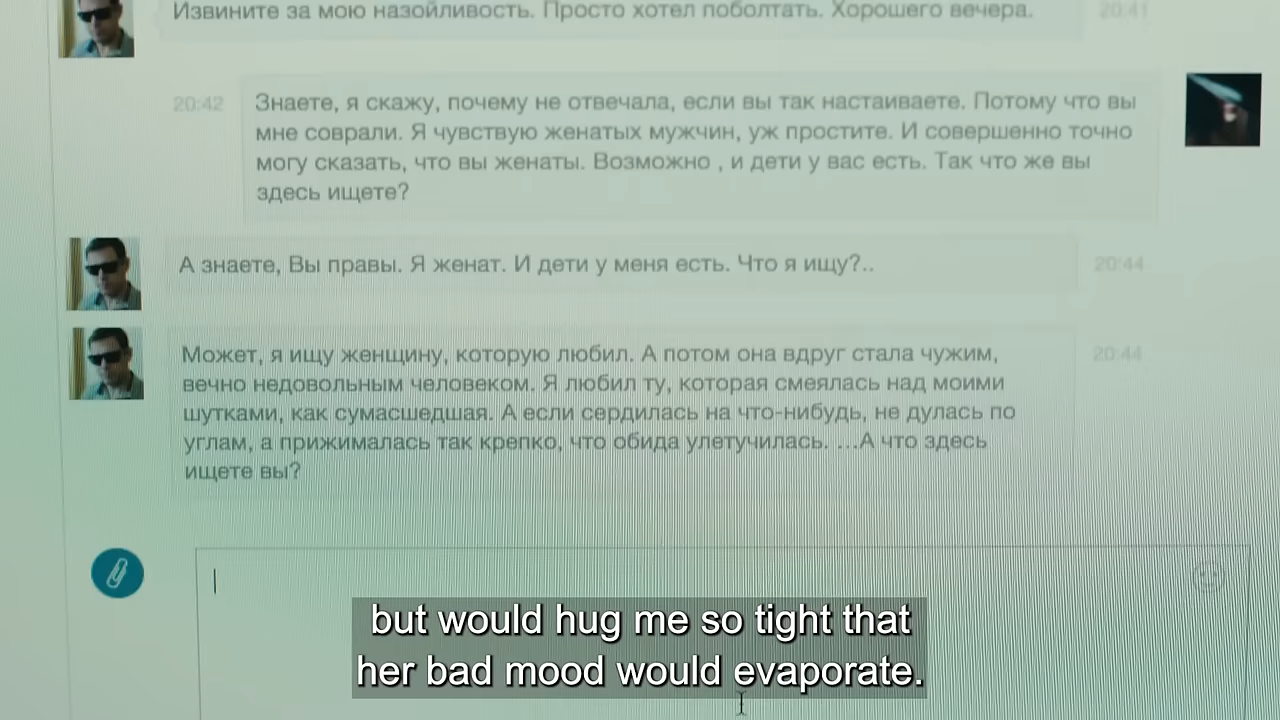 Извините за мою назойливость. Просто хотел поболтать. Хорошего вечера.
20:41
20:42
Знаете, я скажу, почему не отвечала, если вы так настаиваете. Потому что вы
мне соврали. Я чувствую женатых мужчин, уж простите. И совершенно точно
могу сказать, что вы женаты. Возможно , и дети у вас есть. Так что же вы
здесь ищете?
А знаете, Вы правы. Я женат. И дети у меня есть. Что я ищу?..
20:44
Может, я ищу женщину, которую любил. А потом она вдруг стала чужим,
вечно недовольным человеком. Я любил ту, которая смеялась над моими
шутками, как сумасшедшая. А если сердилась на что-нибудь, не дулась по
углам, а прижималась так крепко, что обида улетучилась. ...А что здесь
ищете вы?
20:44
but would hug me so tight that
her bad mood would evaporate.